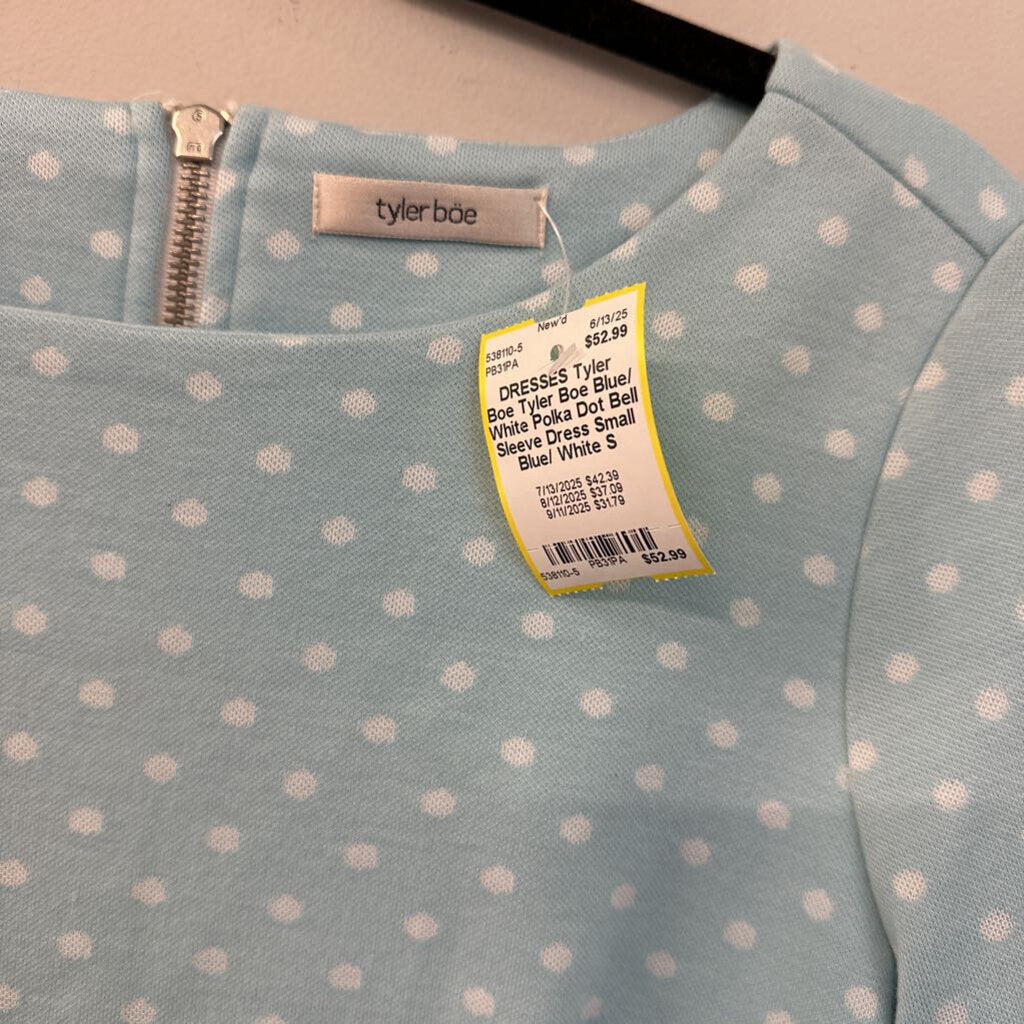 tyler böe
New'd
538110-5 6/13/25
PB31PA $52.99
DRESSES Tyler
Boe Tyler Boe Blue/
White Polka Dot Bell
Sleeve Dress Small
Blue/ White S
7/13/2025 $42.39
8/12/2025 $37.09
9/11/2025 $31.79
538110-5 PB31PA $52.99